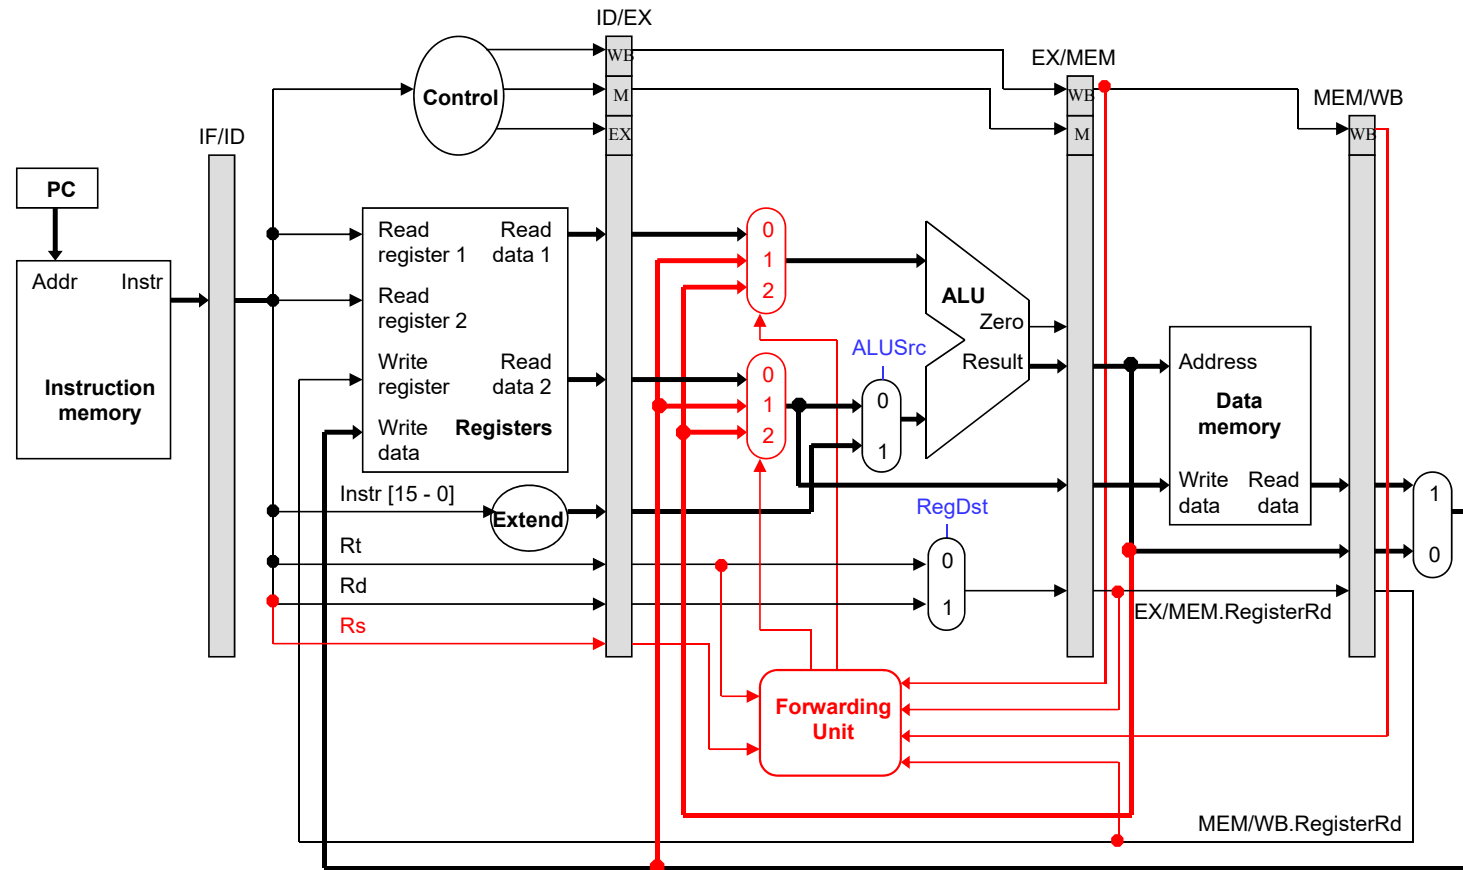 ID/EX
EX/MEM
MEM/WB
IF/ID
WB
M
EX
WB
M
WB
Control
PC
Addr Instr
Instruction
memory
Read
register 1
Read
data 1
Read
register 2
Write
register
Read
data 2
Write
data
Registers
0
1
2
0
1
2
ALUSrc
0
1
ALU
Zero
Result
Address
Data
memory
Write
data
Read
data
1
0
Instr [15 - 0]
Extend
RegDst
0
1
Rt
Rd
Rs
EX/MEM.RegisterRd
Forwarding
Unit
MEM/WB.RegisterRd